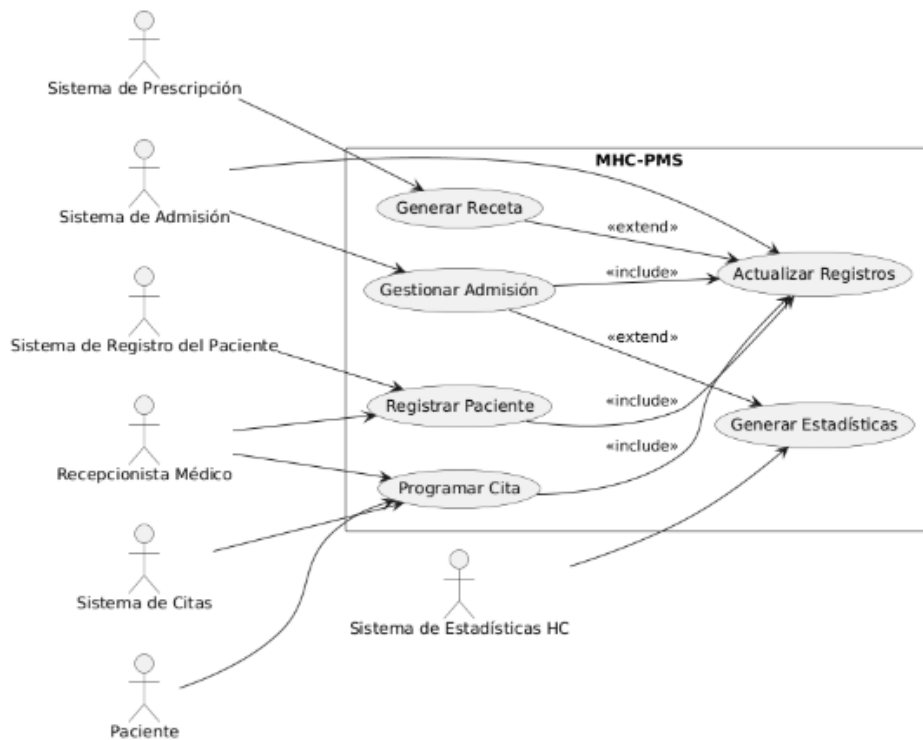 Sistema de Prescripción
MHC-PMS
Generar Receta
«extend»
Sistema de Admisión
Actualizar Registros
«include»
Gestionar Admisión
«extend»
Sistema de Registro del Paciente
Registrar Paciente
«include»
Generar Estadísticas
«include»
Recepcionista Médico
Programar Cita
Sistema de Citas
Sistema de Estadísticas HC
Paciente